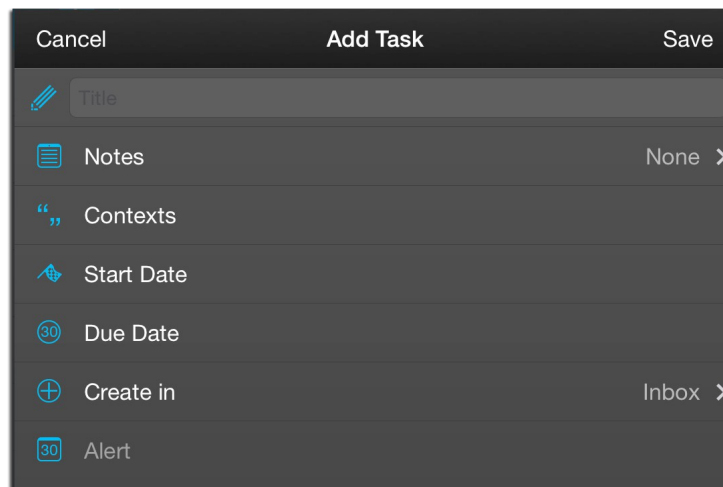 Cancel Add Task Save
Title
Notes None
Contexts
Start Date
30 Due Date
Create in Inbox
30 Alert